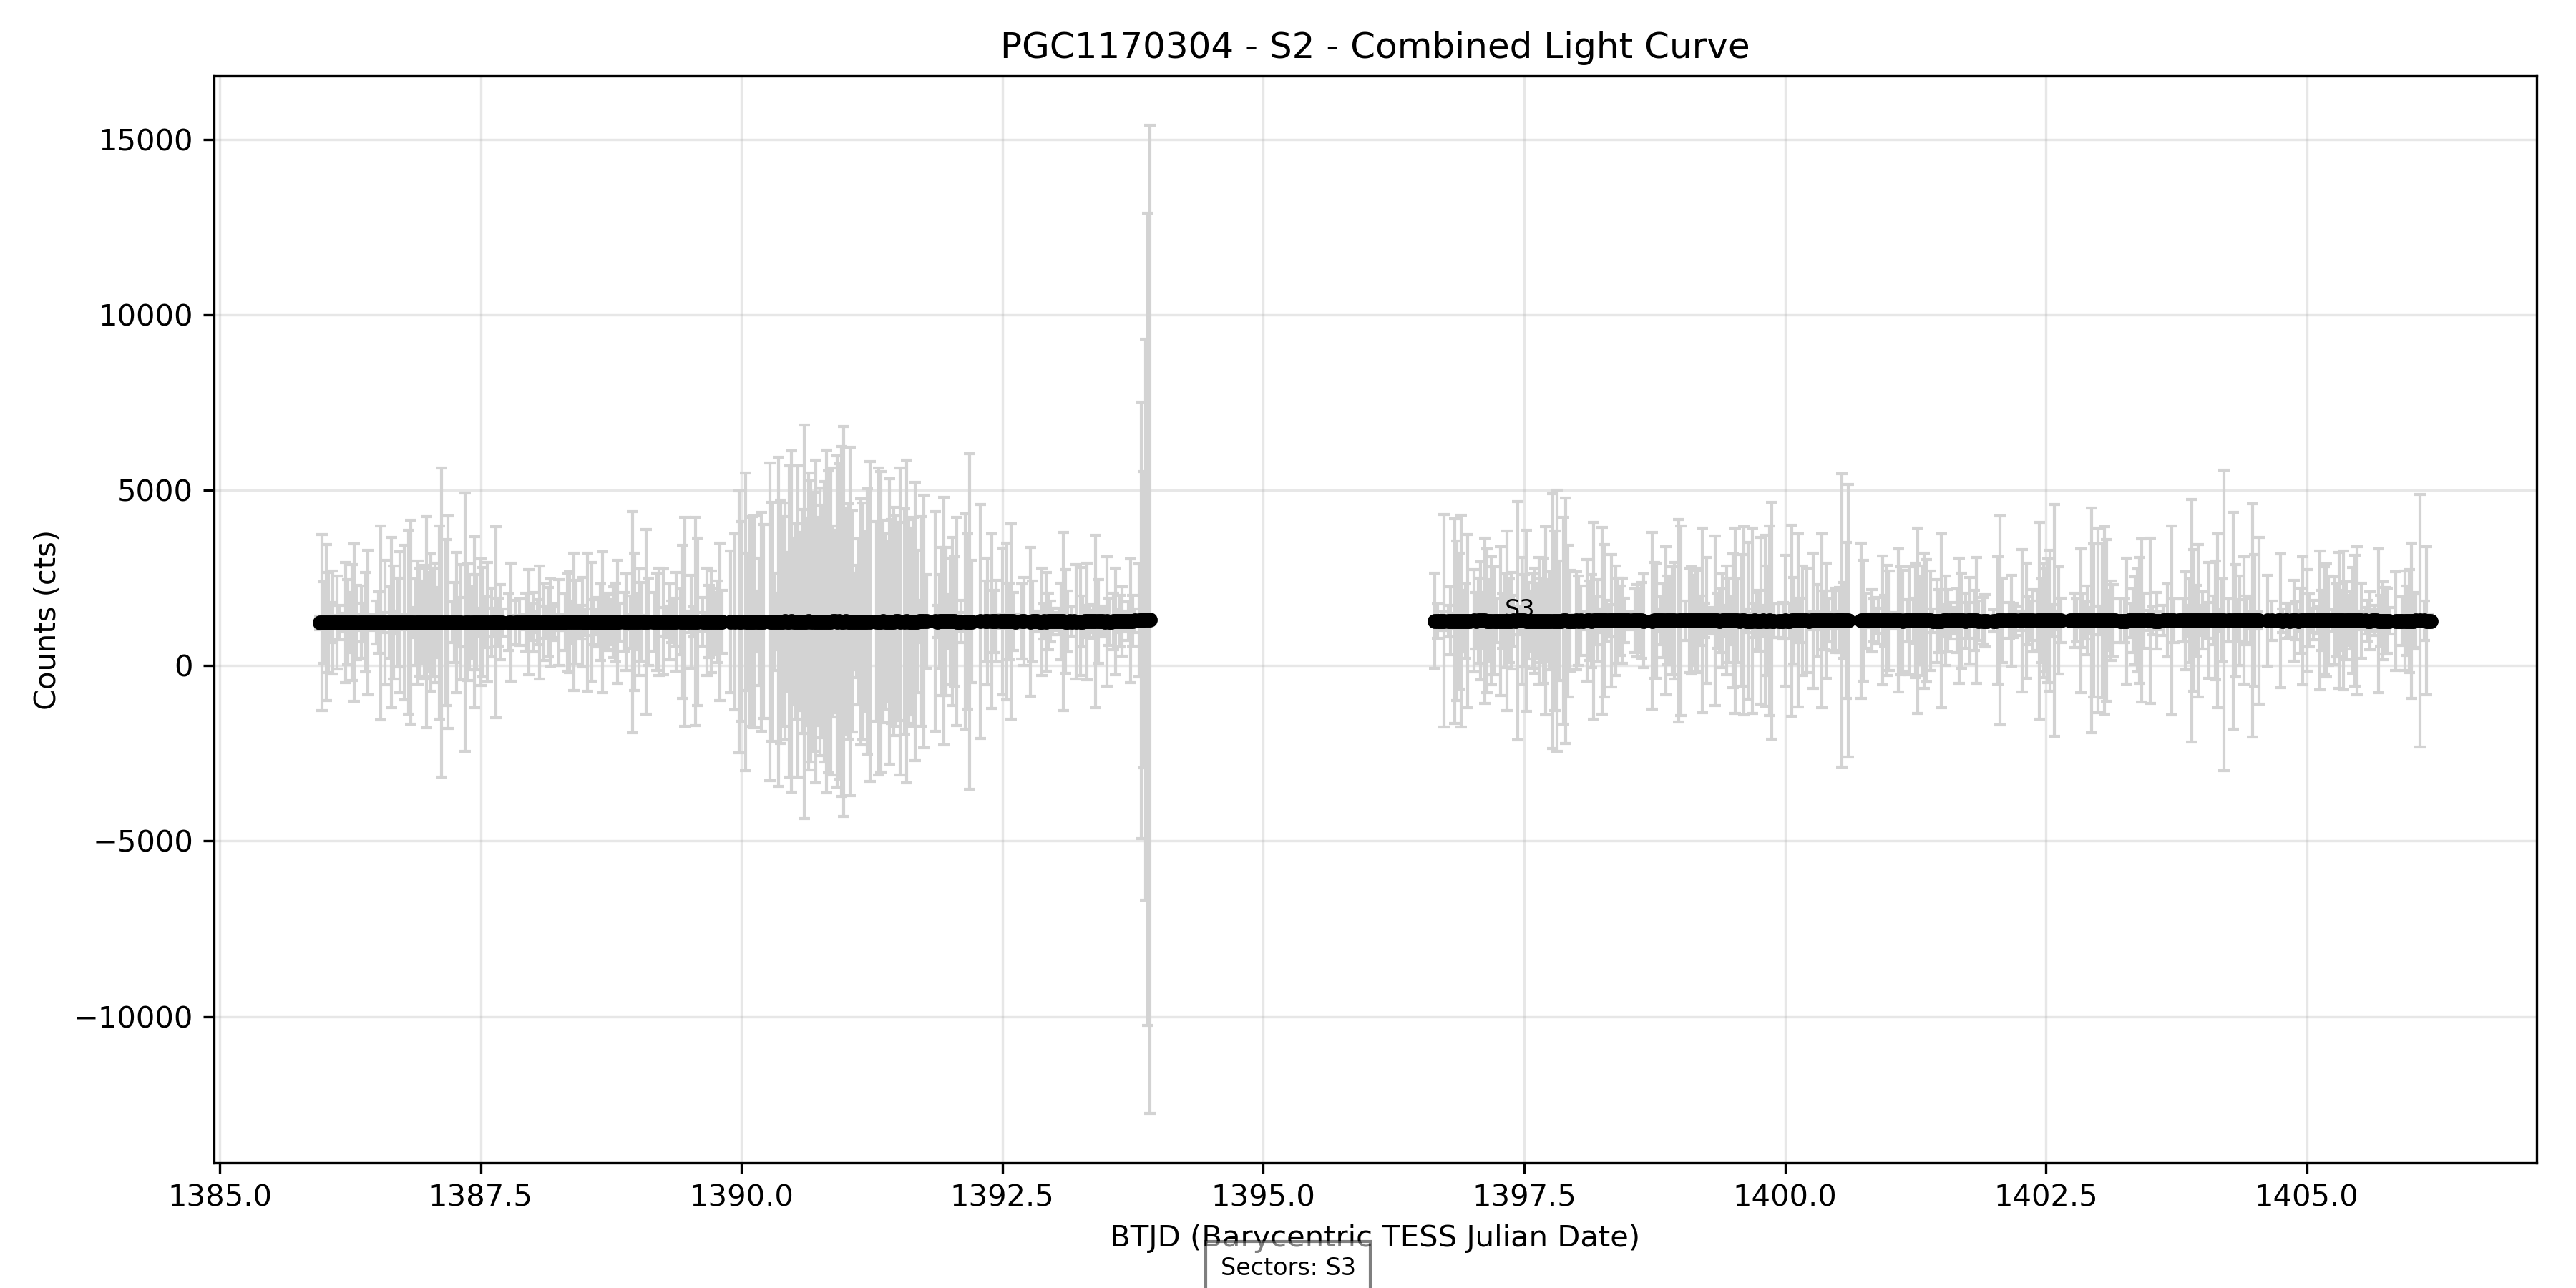 PGC1170304 - S2 - Combined Light Curve
Counts (cts)
15000
10000
5000
0
−5000
−10000
S3
1385.0 1387.5 1390.0 1392.5 1395.0 1397.5 1400.0 1402.5 1405.0
BTJD (Barycentric TESS Julian Date)
Sectors: S3